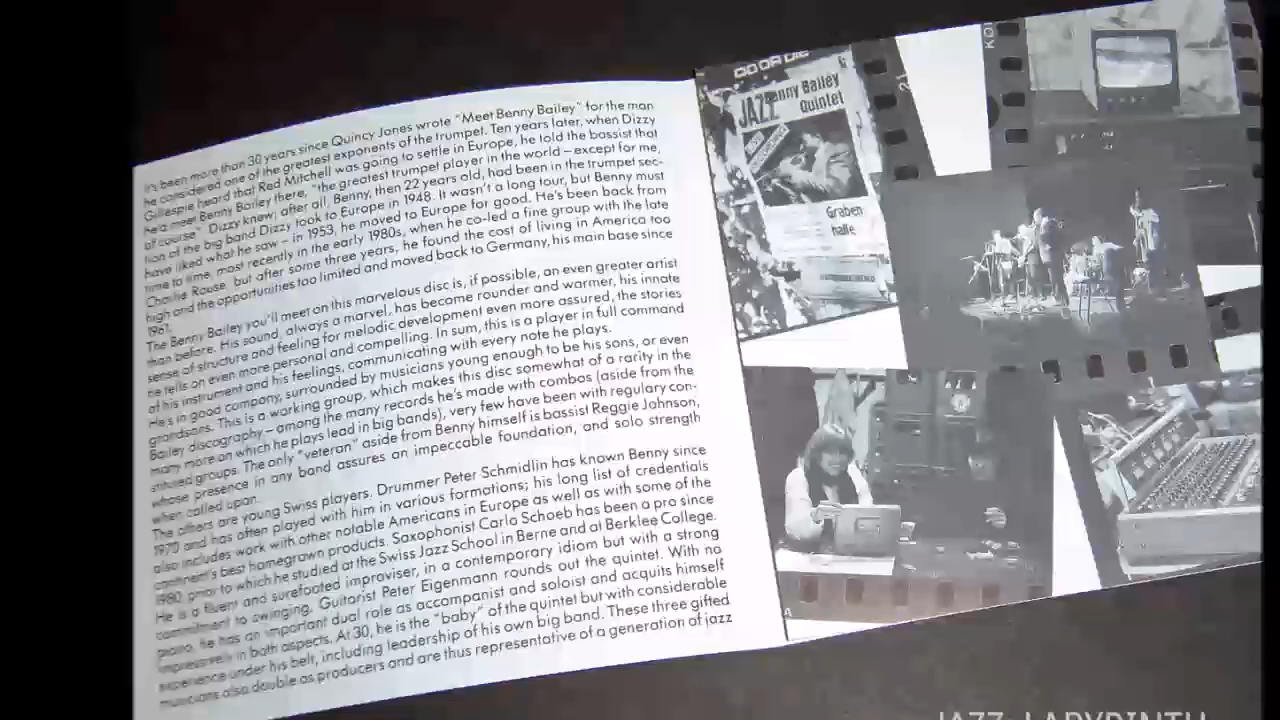 It's been more than 30 years since Quincy Jones wrote "Meet Benny Bailey" for the man
he considered one of the greatest exponents of the trumpet. Ten years later, when Dizzy
Gillespie heard that Red Mitchell was going to settle in Europe, he told the bassist that
he'd meet Benny Bailey there, "the greatest trumpet player in the world – except for me,
of course." Dizzy knew; after all, Benny, then 22 years old, had been in the trumpet sec-
tion of the big band Dizzy took to Europe in 1948. It wasn't a long tour, but Benny must
have liked what he saw – in 1953, he moved to Europe for good. He's been back from
time to time, most recently in the early 1980s, when he co-led a fine group with the late
Charlie Rouse, but after some three years, he found the cost of living in America too
high and the opportunities too limited and moved back to Germany, his main base since
1961.
The Benny Bailey you'll meet on this marvelous disc is, if possible, an even greater artist
than before. His sound, always a marvel, has become rounder and warmer, his innate
sense of structure and feeling for melodic development even more assured, the stories
he tells on even more personal and compelling. In sum, this is a player in full command
of his instrument and his feelings, communicating with every note he plays.
He's in good company, surrounded by musicians young enough to be his sons, or even
grandsons. This is a working group, which makes this disc somewhat of a rarity in the
Bailey discography – among the many records he's made with combos (aside from the
many more on which he plays lead in big bands), very few have been with regulary con-
stituted groups. The only "veteran" aside from Benny himself is bassist Reggie Johnson,
whose presence in any band assures an impeccable foundation, and solo strength
when called upon.
The others are young Swiss players. Drummer Peter Schmidlin has known Benny since
1970 and has often played with him in various formations; his long list of credentials
also includes work with other notable Americans in Europe as well as with some of the
continent's best homegrown products. Saxophonist Carlo Schoeb has been a pro since
1980, prior to which he studied at the Swiss Jazz School in Berne and at Berklee College.
He is a fluent and surefooted improviser, in a contemporary idiom but with a strong
commitment to swinging. Guitarist Peter Eigenmann rounds out the quintet. With no
piano, he has an important dual role as accompanist and soloist and acquits himself
impressively in both aspects. At 30, he is the "baby" of the quintet but with considerable
experience under his belt, including leadership of his own big band. These three gifted
musicians also double as producers and are thus representative of a generation of jazz
DO OR DIE
JAZZ
Benny Bailey
Quintet
Graben
halle
21
JAZZ LABYRINTH